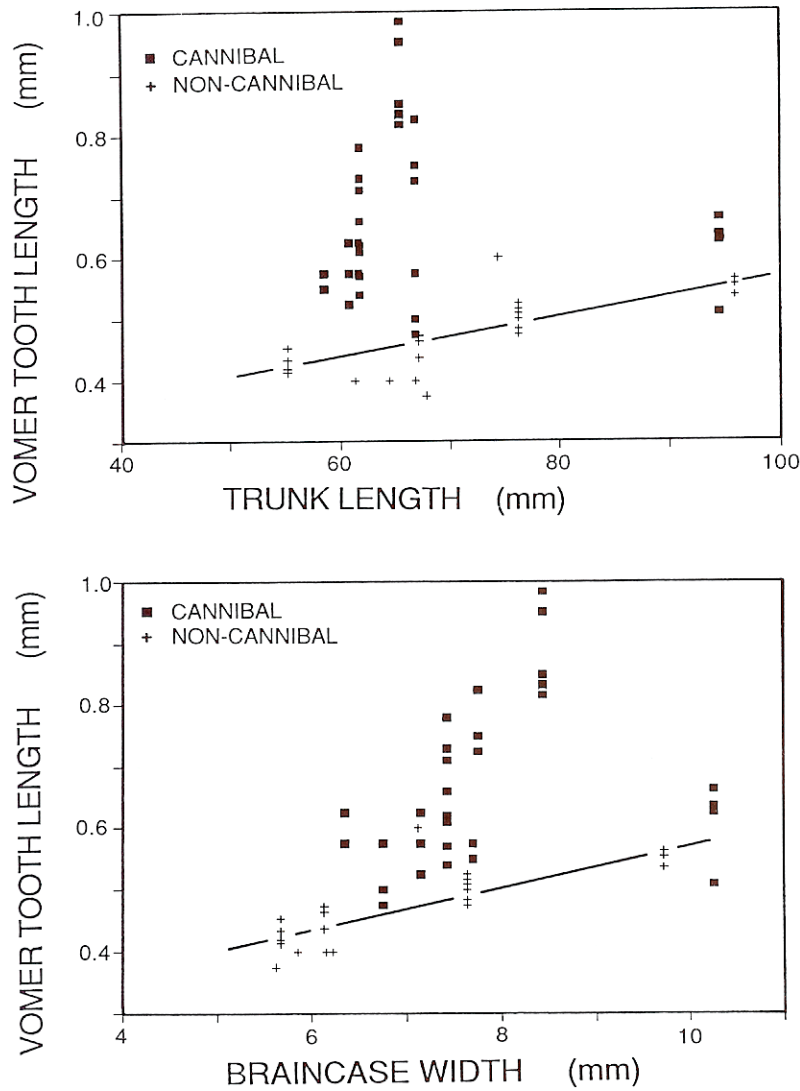 1.0
CANNIBAL
NON-CANNIBAL
0.8
0.6
0.4
VOMER TOOTH LENGTH (mm)
40 60 80 100
TRUNK LENGTH (mm)
1.0
CANNIBAL
NON-CANNIBAL
0.8
0.6
0.4
VOMER TOOTH LENGTH (mm)
4 6 8 10
BRAINCASE WIDTH (mm)